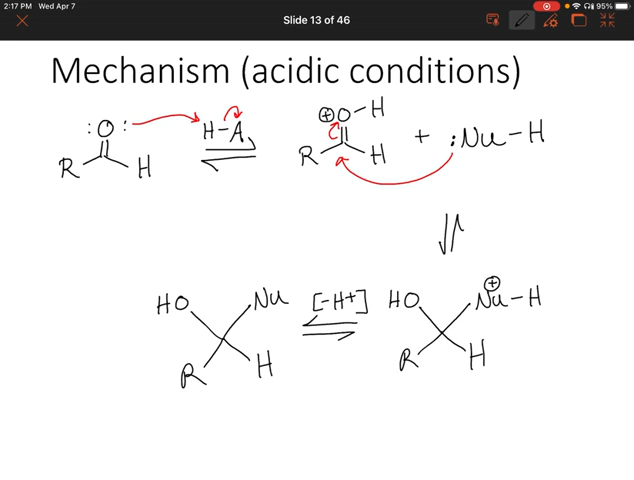 2:17 PM Wed Apr 7
95%
Slide 13 of 46
Mechanism (acidic conditions)
:O: H-A ⊕O-H
R H R H + :Nu-H
HO Nu [-H+] HO ⊕Nu-H
R H R H